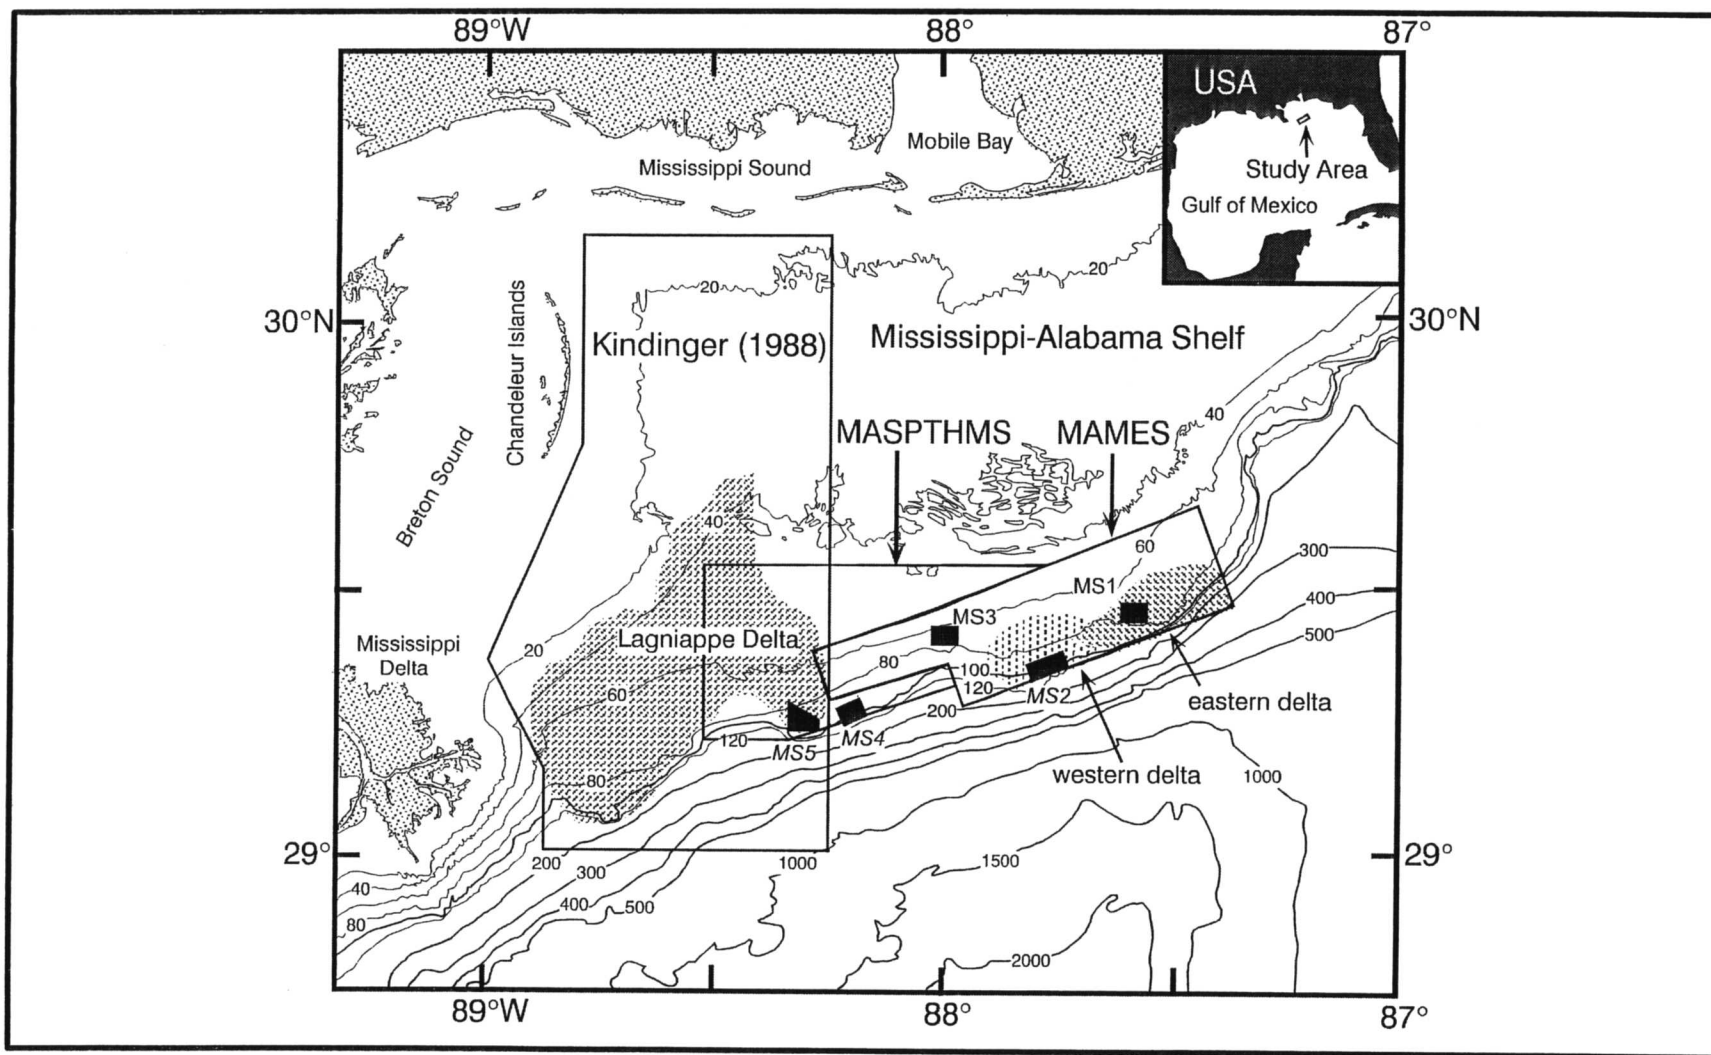 89°W
88°
87°
USA
Study Area
Gulf of Mexico
Mobile Bay
Mississippi Sound
20
20
30°N
30°N
Chandeleur Islands
Kindinger (1988)
Mississippi-Alabama Shelf
40
MASPTHMS
MAMES
Breton Sound
40
60
300
MS1
400
MS3
500
Mississippi
Delta
Lagniappe Delta
20
80
100
60
120
MS2
eastern delta
200
120
MS5
MS4
80
western delta
1000
29°
29°
200
1000
1500
300
40
400
500
80
2000
89°W
88°
87°